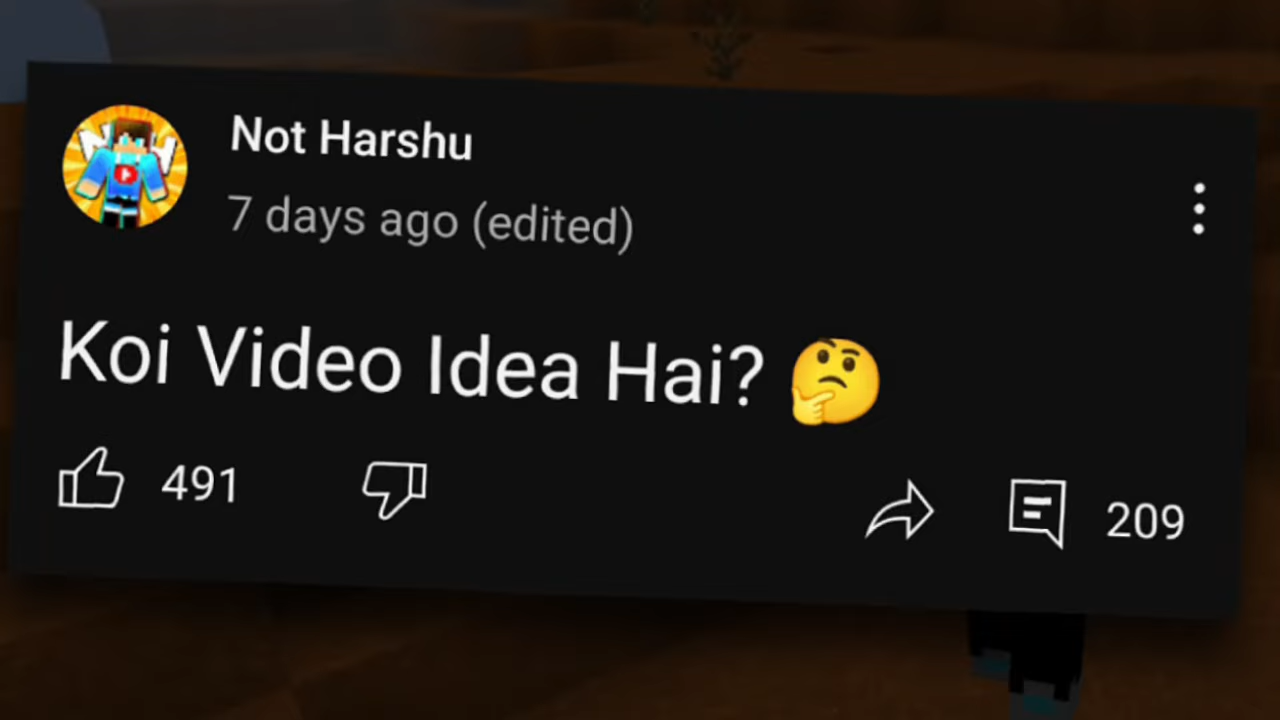 Not Harshu
7 days ago (edited)
Koi Video Idea Hai? 🤔
491
209